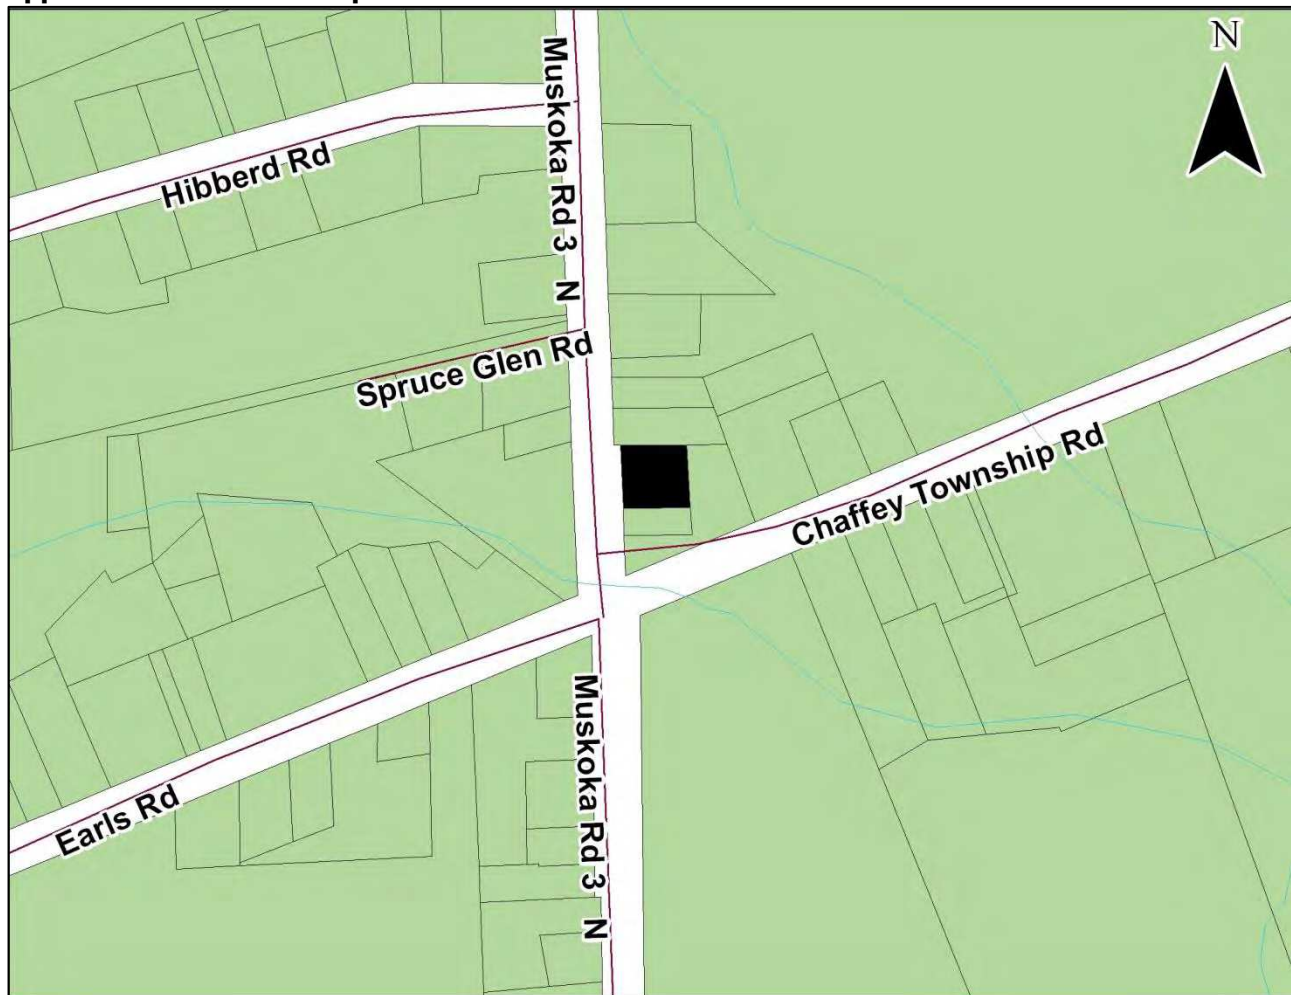 N
Muskoka Rd 3 N
Hibberd Rd
Spruce Glen Rd
Chaffey Township Rd
Muskoka Rd 3 N
Earls Rd